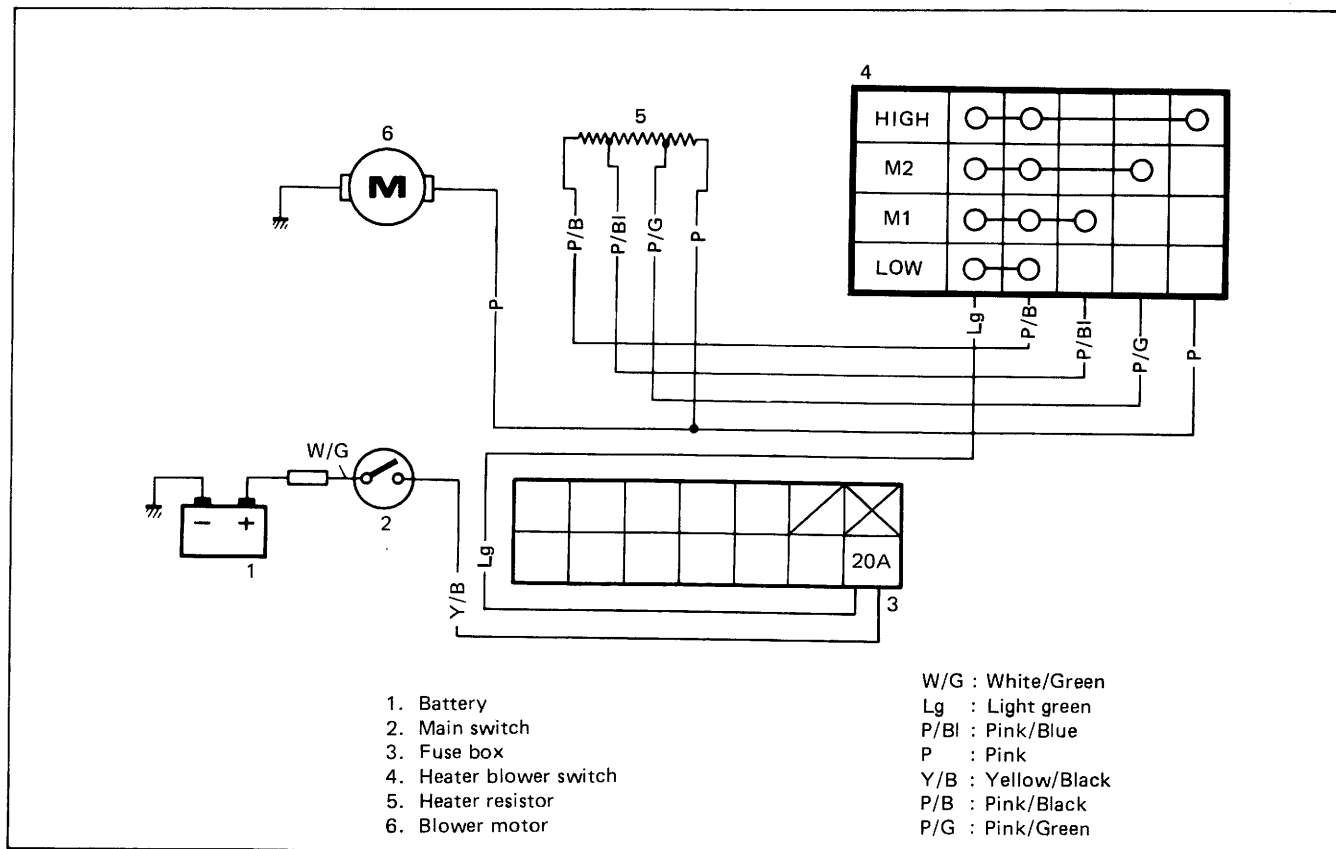 4
HIGH
M2
M1
LOW
5
6
M
P/B
P/Bl
P/G
P
P
Lg
P/B
P/Bl
P/G
P
W/G
2
− +
1
Y/B
Lg
20A
3
1. Battery
2. Main switch
3. Fuse box
4. Heater blower switch
5. Heater resistor
6. Blower motor
W/G : White/Green
Lg : Light green
P/Bl : Pink/Blue
P : Pink
Y/B : Yellow/Black
P/B : Pink/Black
P/G : Pink/Green